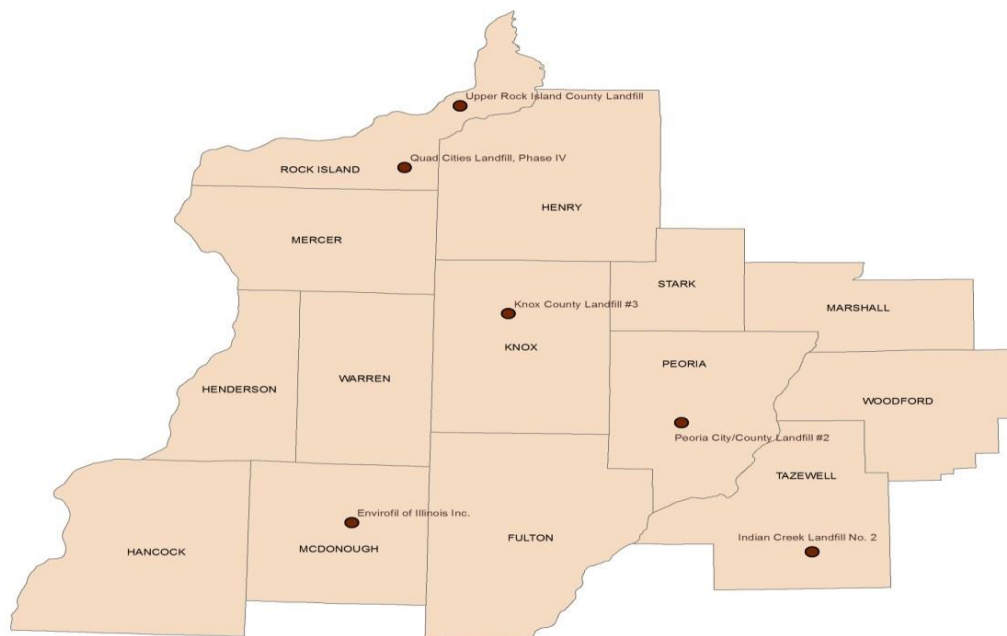 Upper Rock Island County Landfill
Quad Cities Landfill, Phase IV
ROCK ISLAND
HENRY
MERCER
STARK
Knox County Landfill #3
MARSHALL
KNOX
PEORIA
WARREN
HENDERSON
WOODFORD
Peoria City/County Landfill #2
TAZEWELL
Envirofil of Illinois Inc.
FULTON
Indian Creek Landfill No. 2
MCDONOUGH
HANCOCK